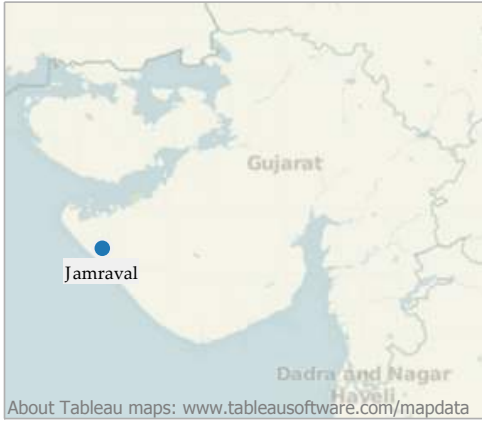 Gujarat
Jamraval
Dadra and Nagar
Haveli
About Tableau maps: www.tableausoftware.com/mapdata